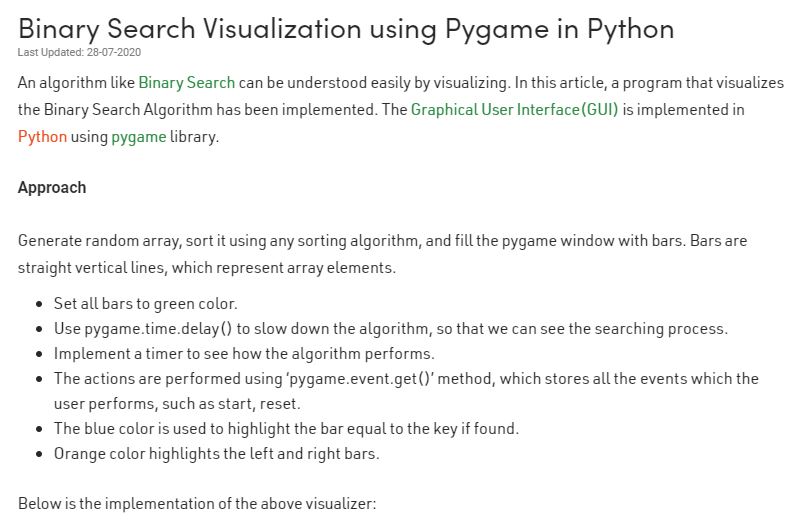 Binary Search Visualization using Pygame in Python
Last Updated: 28-07-2020
An algorithm like Binary Search can be understood easily by visualizing. In this article, a program that visualizes
the Binary Search Algorithm has been implemented. The Graphical User Interface(GUI) is implemented in
Python using pygame library.
Approach
Generate random array, sort it using any sorting algorithm, and fill the pygame window with bars. Bars are
straight vertical lines, which represent array elements.
• Set all bars to green color.
• Use pygame.time.delay() to slow down the algorithm, so that we can see the searching process.
• Implement a timer to see how the algorithm performs.
• The actions are performed using ‘pygame.event.get()’ method, which stores all the events which the
user performs, such as start, reset.
• The blue color is used to highlight the bar equal to the key if found.
• Orange color highlights the left and right bars.
Below is the implementation of the above visualizer: